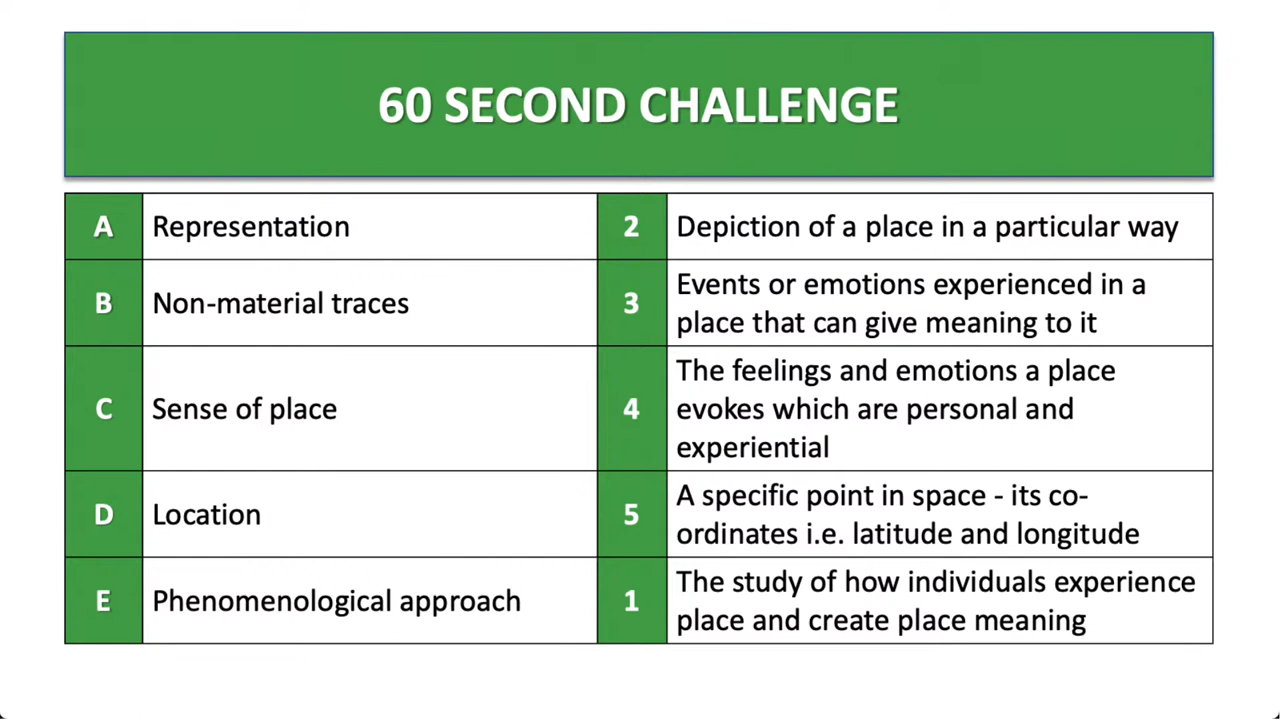 60 SECOND CHALLENGE
A Representation 2 Depiction of a place in a particular way
B Non-material traces 3 Events or emotions experienced in a
place that can give meaning to it
C Sense of place 4 The feelings and emotions a place
evokes which are personal and
experiential
D Location 5 A specific point in space - its co-
ordinates i.e. latitude and longitude
E Phenomenological approach 1 The study of how individuals experience
place and create place meaning